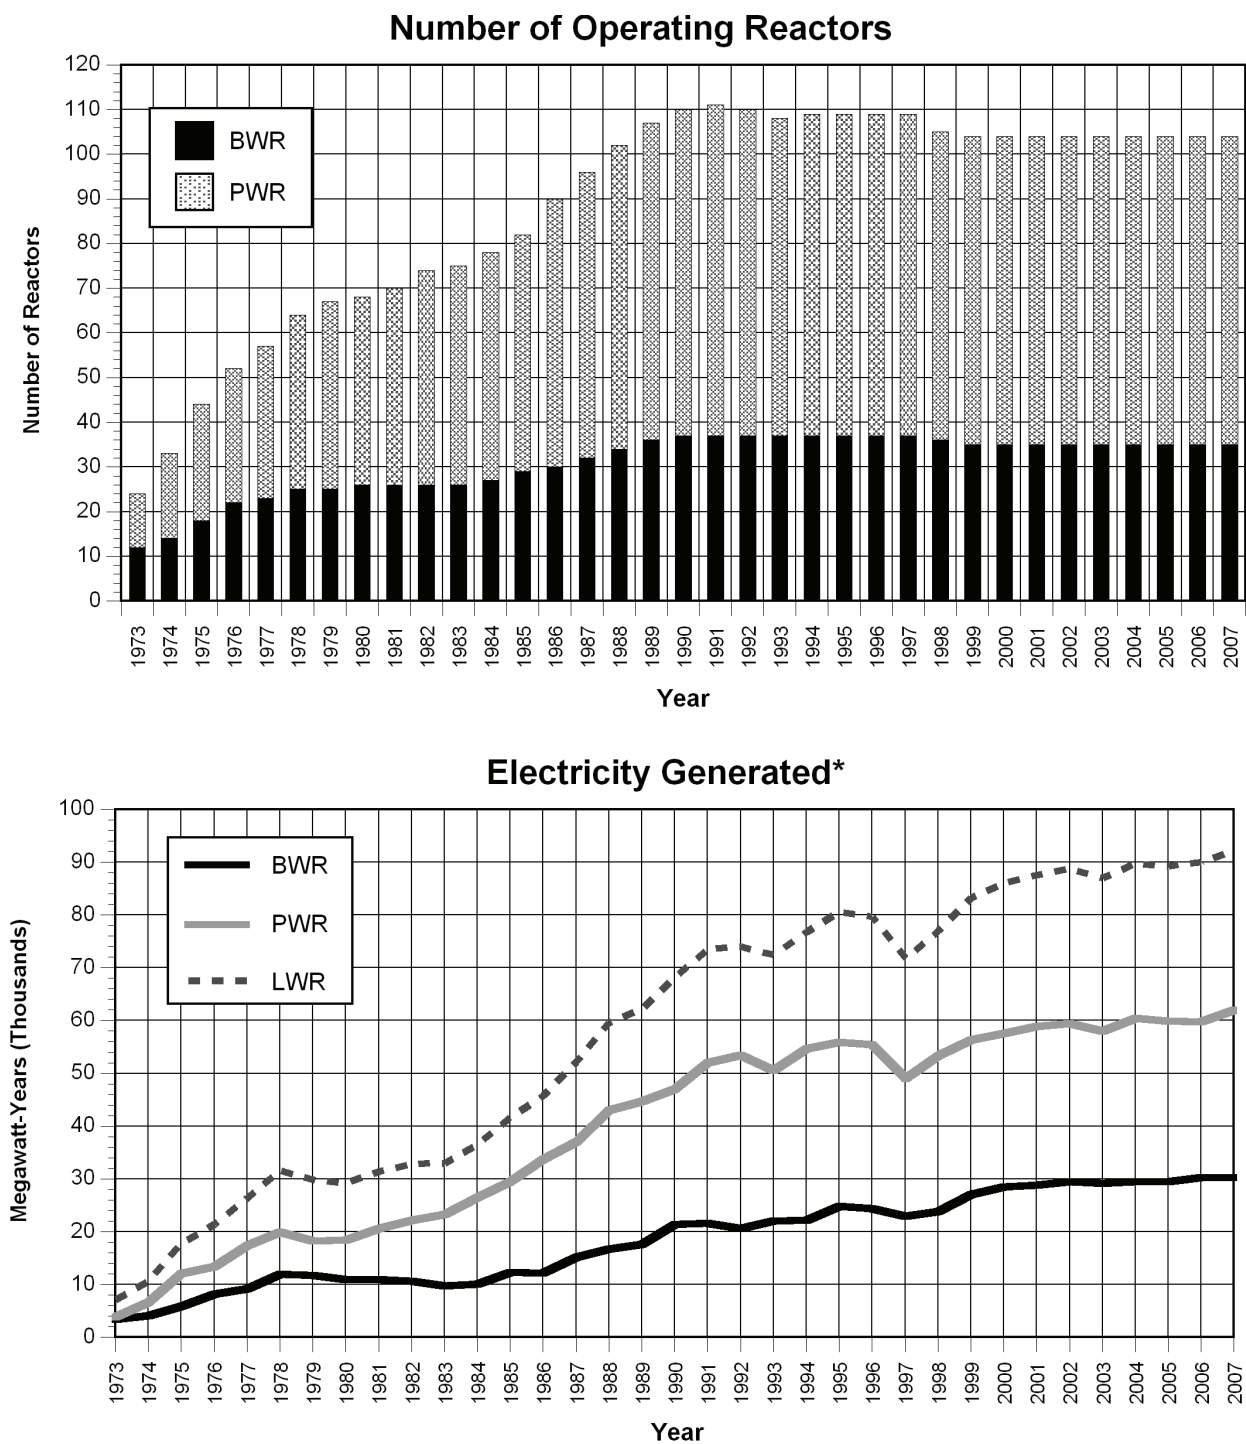 Number of Operating Reactors
120
110
100
90
80
70
60
50
40
30
20
10
0
Number of Reactors
BWR
PWR
1973 1974 1975 1976 1977 1978 1979 1980 1981 1982 1983 1984 1985 1986 1987 1988 1989 1990 1991 1992 1993 1994 1995 1996 1997 1998 1999 2000 2001 2002 2003 2004 2005 2006 2007
Year
Electricity Generated*
100
90
80
70
60
50
40
30
20
10
0
Megawatt-Years (Thousands)
BWR
PWR
LWR
1973 1974 1975 1976 1977 1978 1979 1980 1981 1982 1983 1984 1985 1986 1987 1988 1989 1990 1991 1992 1993 1994 1995 1996 1997 1998 1999 2000 2001 2002 2003 2004 2005 2006 2007
Year